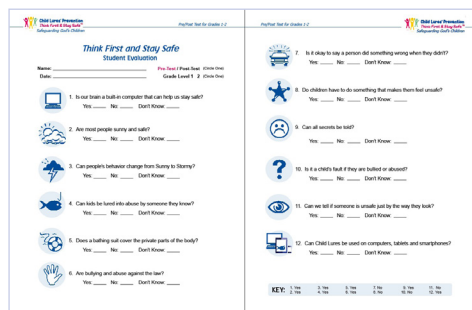 Child Lures Prevention
Think First & Stay Safe™
Safeguarding God's Children
Pre/Post Test for Grades 1-2
Think First and Stay Safe
Student Evaluation
Name:
Pre-Test / Post-Test (Circle One)
Date:
Grade Level 1 2 (Circle One)
1. Is our brain a built-in computer that can help us stay safe?
Yes: No: Don't Know:
2. Are most people sunny and safe?
Yes: No: Don't Know:
3. Can people's behavior change from Sunny to Stormy?
Yes: No: Don't Know:
4. Can kids be lured into abuse by someone they know?
Yes: No: Don't Know:
5. Does a bathing suit cover the private parts of the body?
Yes: No: Don't Know:
6. Are bullying and abuse against the law?
Yes: No: Don't Know:
Pre/Post Test for Grades 1-2
Child Lures Prevention
Think First & Stay Safe™
Safeguarding God's Children
7. Is it okay to say a person did something wrong when they didn't?
Yes: No: Don't Know:
8. Do children have to do something that makes them feel unsafe?
Yes: No: Don't Know:
9. Can all secrets be told?
Yes: No: Don't Know:
10. Is it a child's fault if they are bullied or abused?
Yes: No: Don't Know:
11. Can we tell if someone is unsafe just by the way they look?
Yes: No: Don't Know:
12. Can Child Lures be used on computers, tablets and smartphones?
Yes: No: Don't Know:
KEY: 1. Yes 3. Yes 5. Yes 7. No 9. Yes 11. No
2. Yes 4. Yes 6. Yes 8. No 10. No 12. Yes